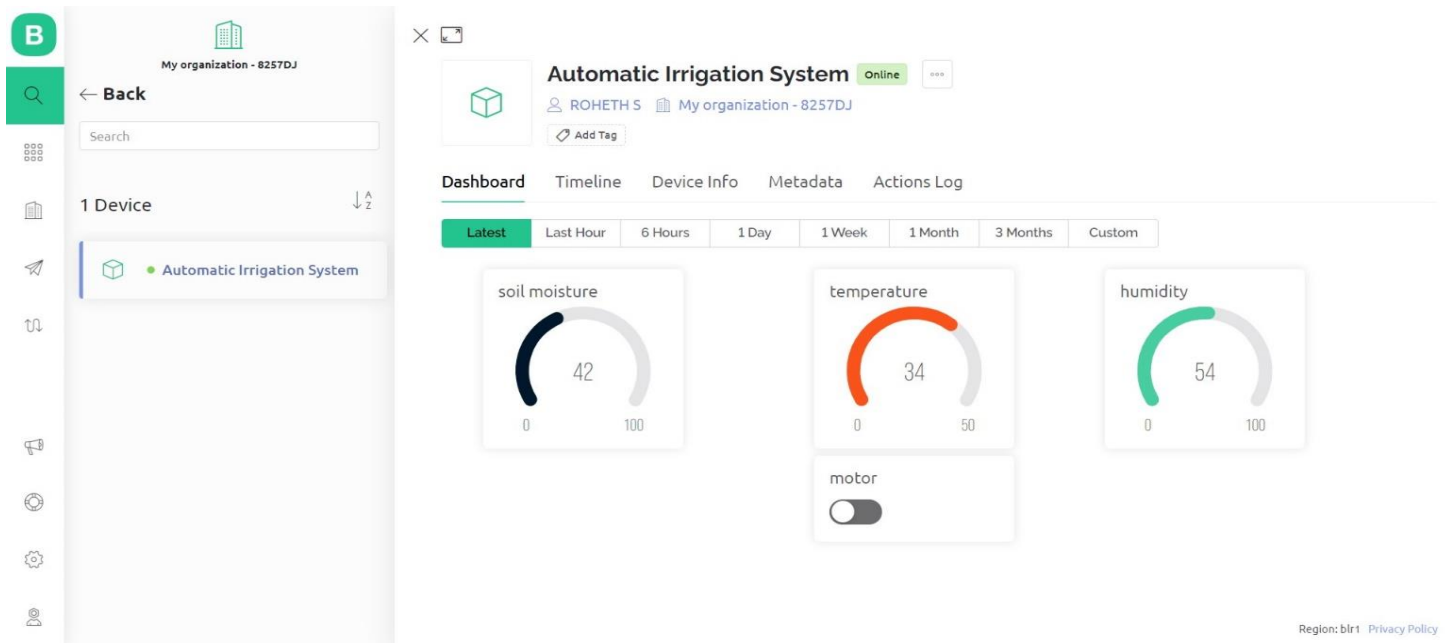 B
My organization - 8257DJ
← Back
Search
1 Device
A
Z
Automatic Irrigation System
Automatic Irrigation System Online
ROHETH S My organization - 8257DJ
Add Tag
Dashboard Timeline Device Info Metadata Actions Log
Latest Last Hour 6 Hours 1 Day 1 Week 1 Month 3 Months Custom
soil moisture
42
0 100
temperature
34
0 50
humidity
54
0 100
motor
Region: blr1 Privacy Policy